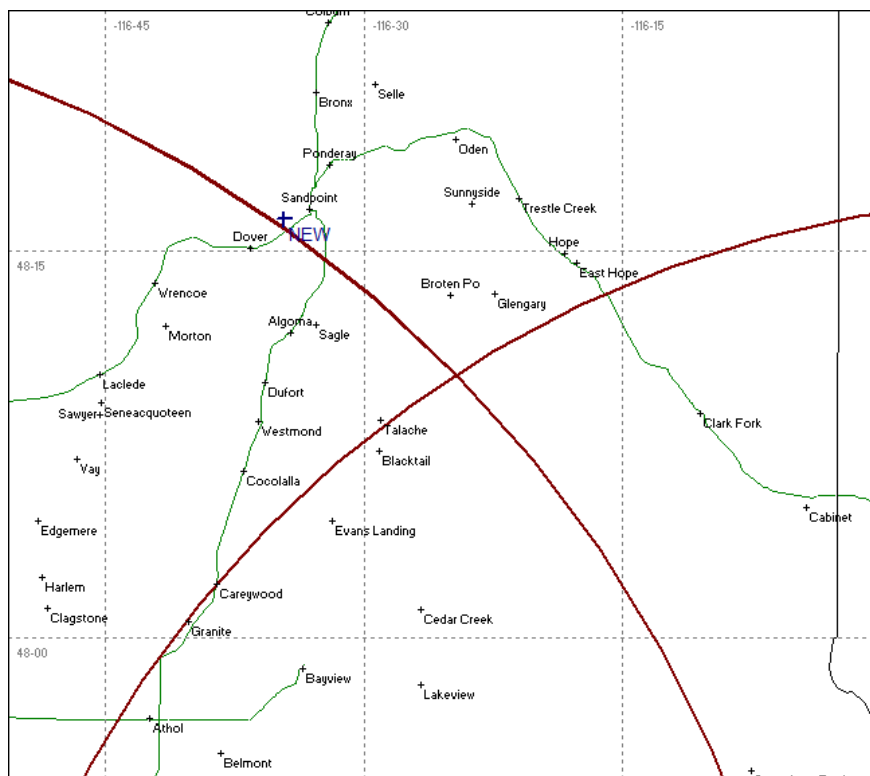 Colburn
-116-45
-116-30
-116-15
Selle
Bronx
Oden
Ponderay
Sunnyside
Sandpoint
Trestle Creek
NEW
Dover
Hope
48-15
East Hope
Broten Po
Wrencoe
Glengary
Algoma
Sagle
Morton
Laclede
Dufort
Sawyer
Seneacquoteen
Clark Fork
Westmond
Talache
Blacktail
Vay
Cocolalla
Cabinet
Edgemere
Evans Landing
Harlem
Careywood
Clagstone
Cedar Creek
Granite
48-00
Bayview
Lakeview
Athol
Belmont